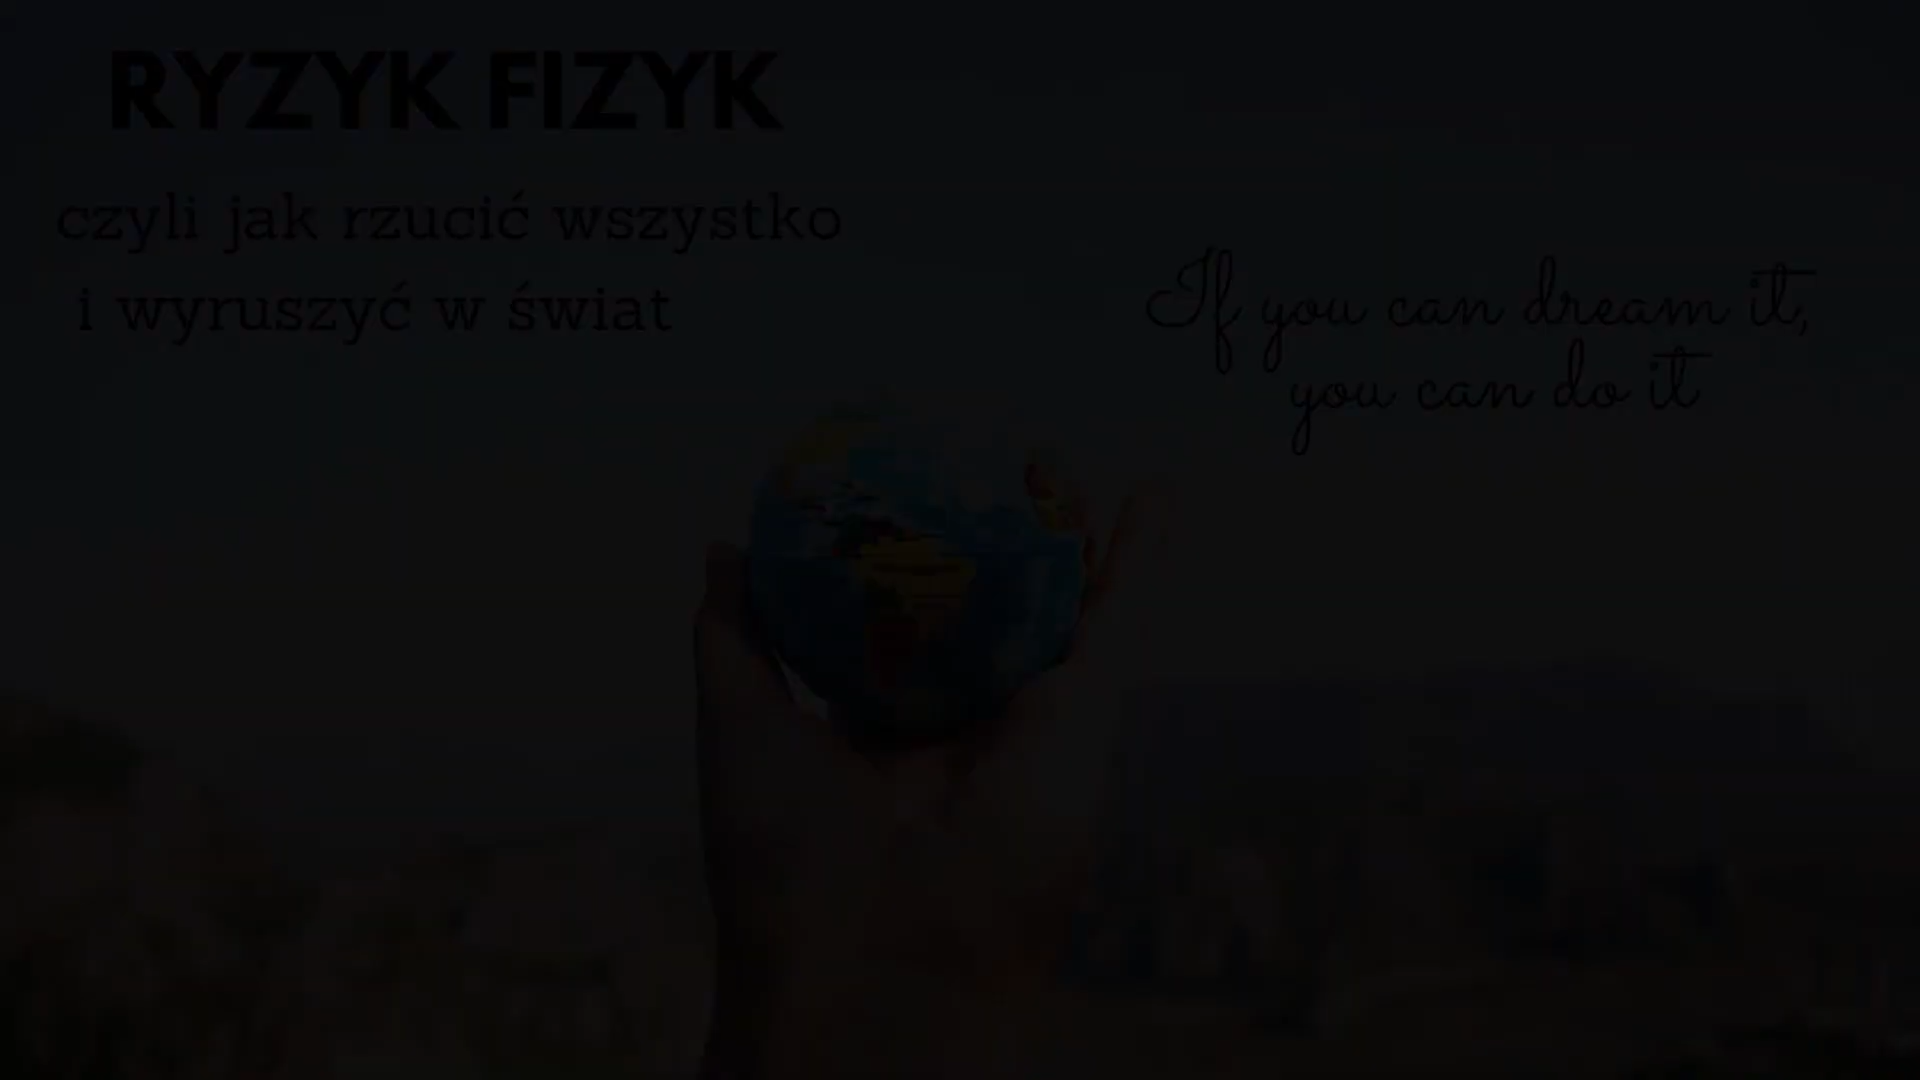 RYZYK FIZYK
czyli jak rzucić wszystko
i wyruszyć w świat
If you can dream it,
you can do it